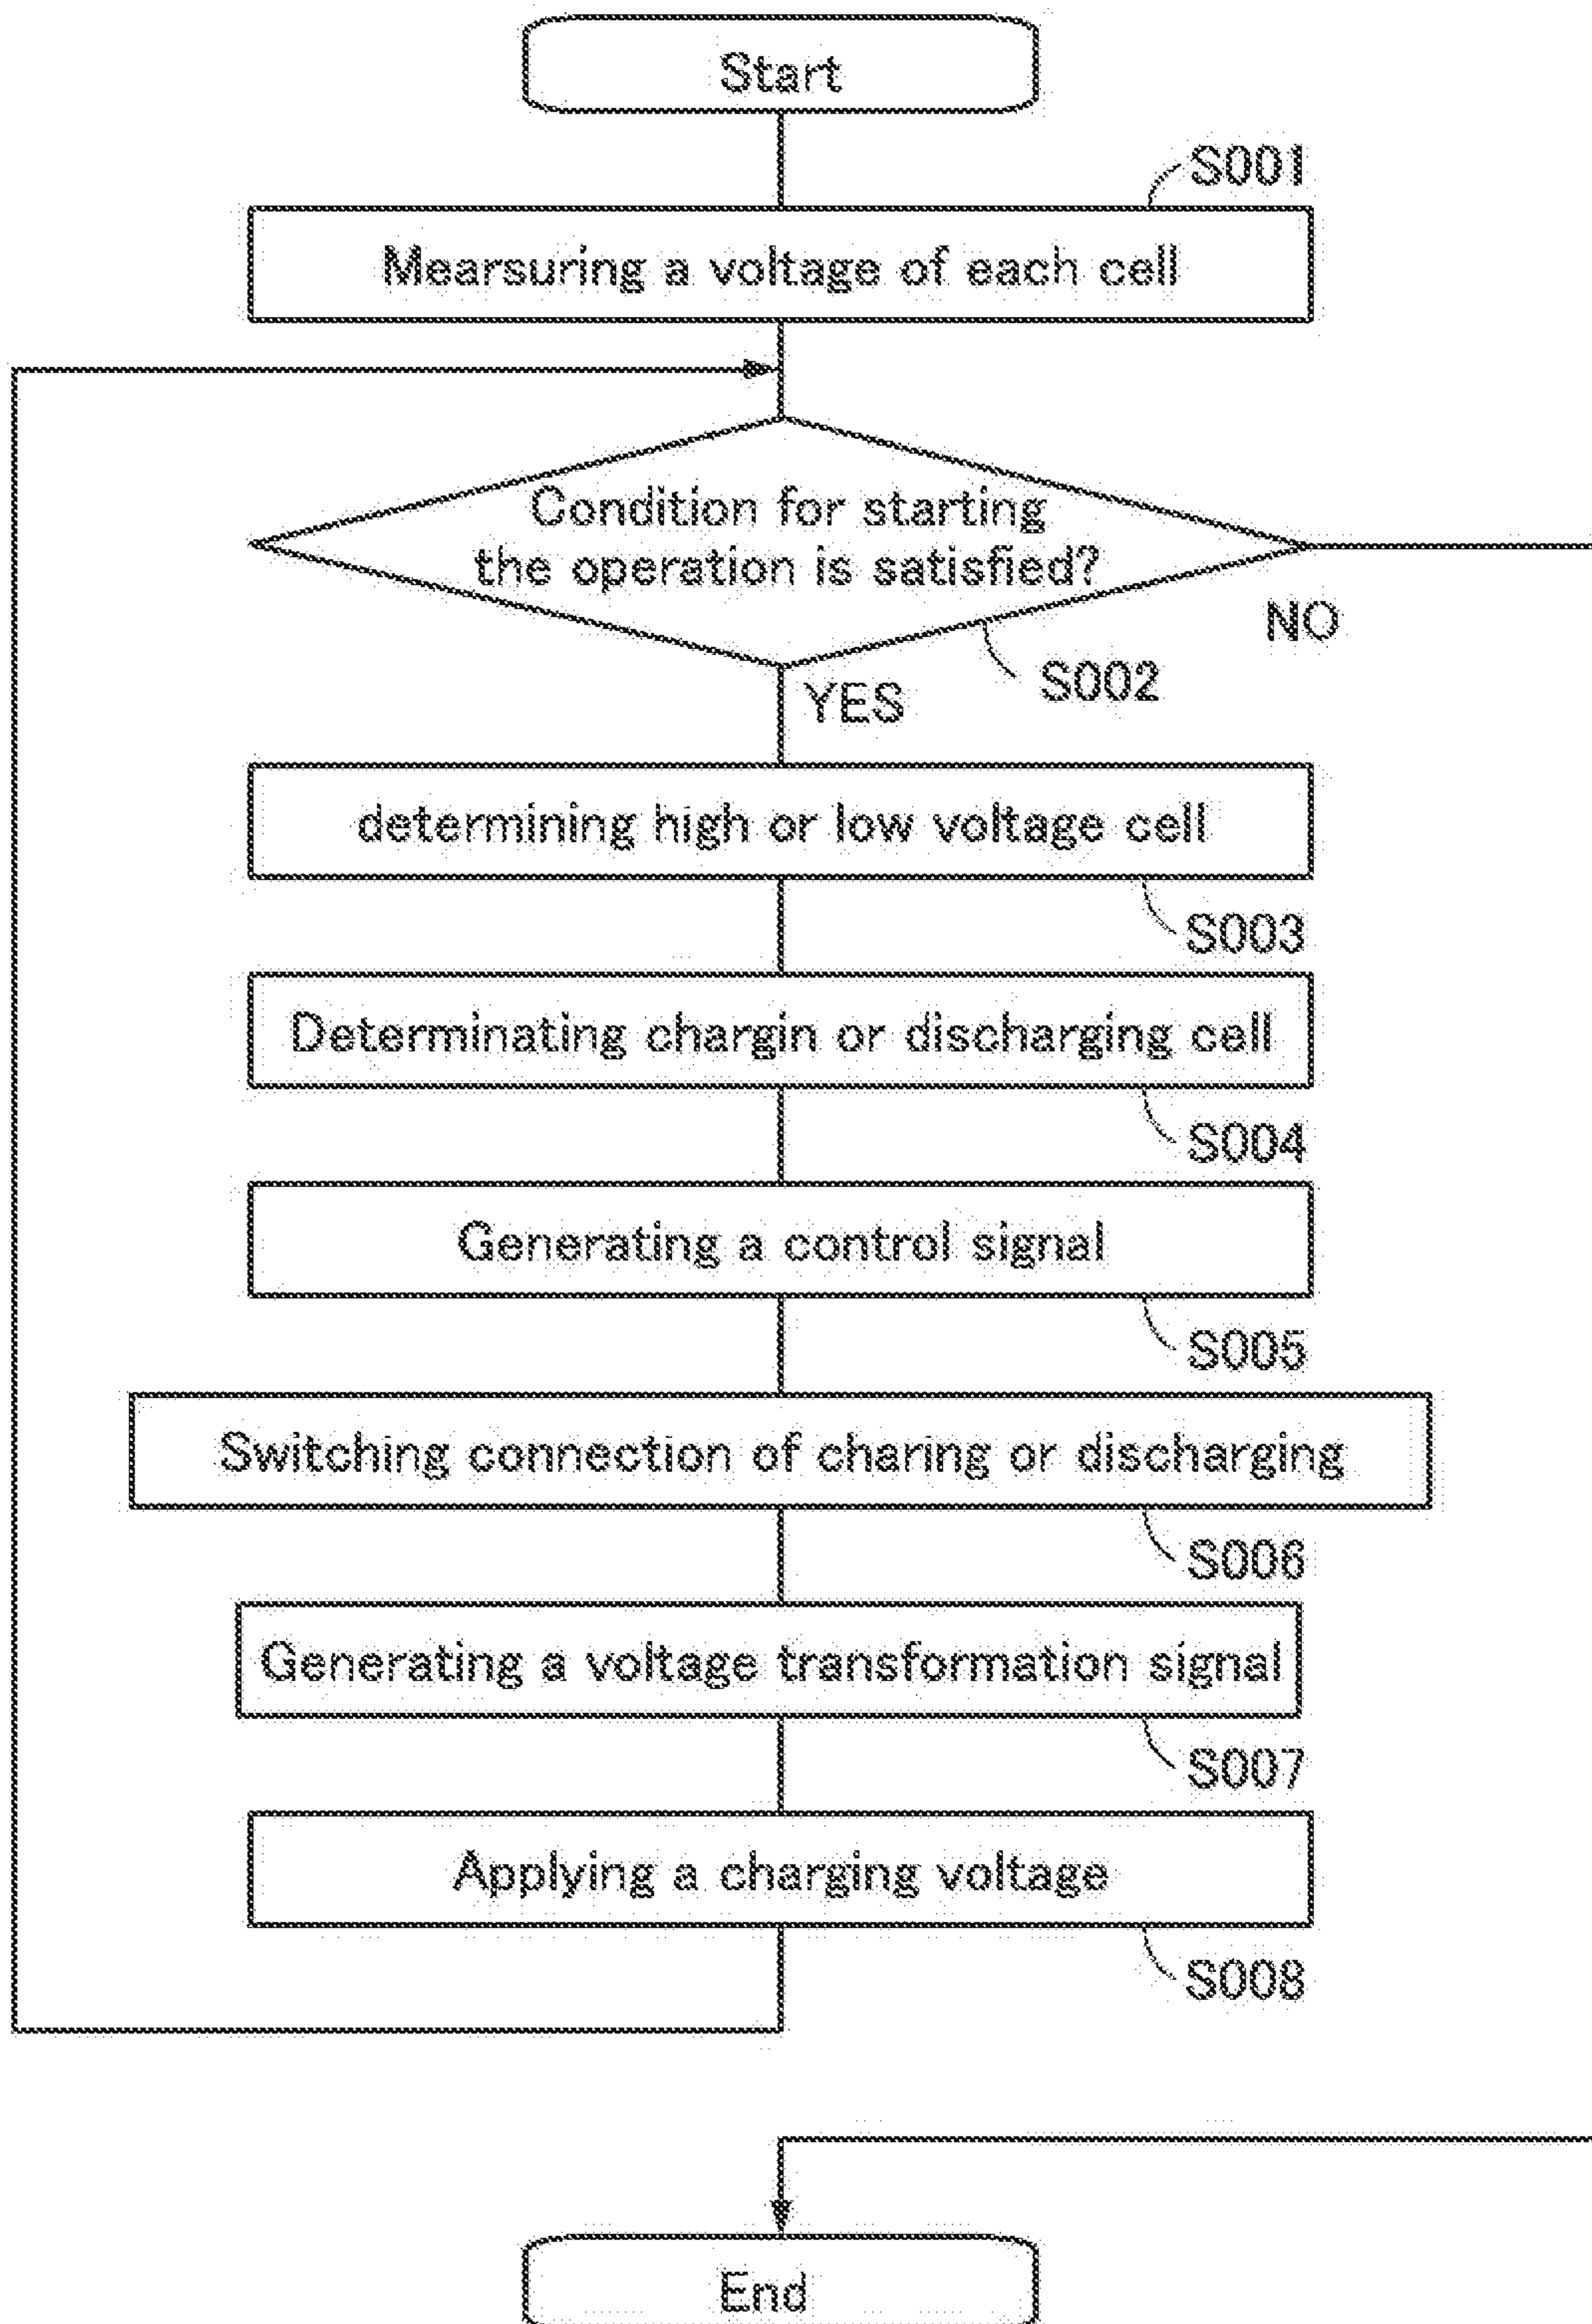 Start
S001
Mearsuring a voltage of each cell
Condition for starting
the operation is satisfied?
NO
S002
YES
determining high or low voltage cell
S003
Determinating chargin or discharging cell
S004
Generating a control signal
S005
Switching connection of charing or discharging
S006
Generating a voltage transformation signal
S007
Applying a charging voltage
S008
End